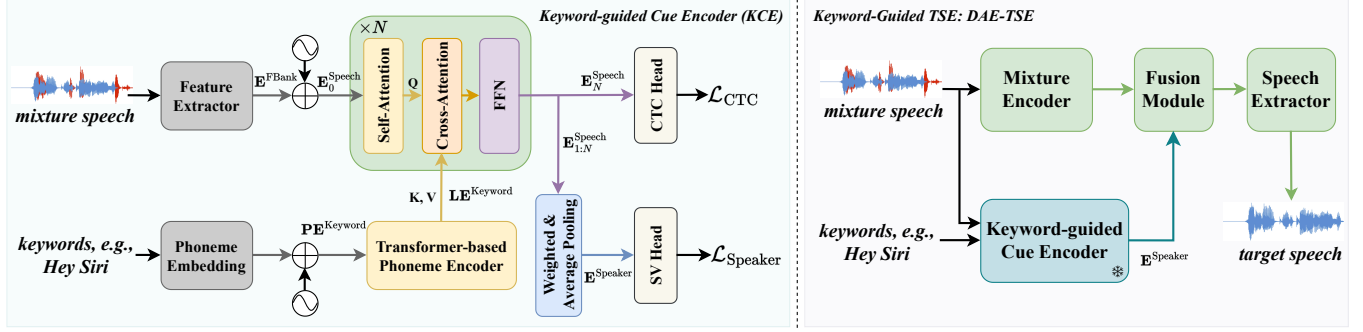 Keyword-guided Cue Encoder (KCE)
×N
mixture speech
Feature
Extractor
E^FBank
E_0^Speech
Self-Attention
Q
Cross-Attention
FFN
E_N^Speech
CTC Head
L_CTC
E_{1:N}^Speech
K, V
LE^Keyword
keywords, e.g.,
Hey Siri
Phoneme
Embedding
PE^Keyword
Transformer-based
Phoneme Encoder
Weighted &
Average Pooling
E^Speaker
SV Head
L_Speaker
Keyword-Guided TSE: DAE-TSE
mixture speech
Mixture
Encoder
Fusion
Module
Speech
Extractor
keywords, e.g.,
Hey Siri
Keyword-guided
Cue Encoder
E^Speaker
target speech